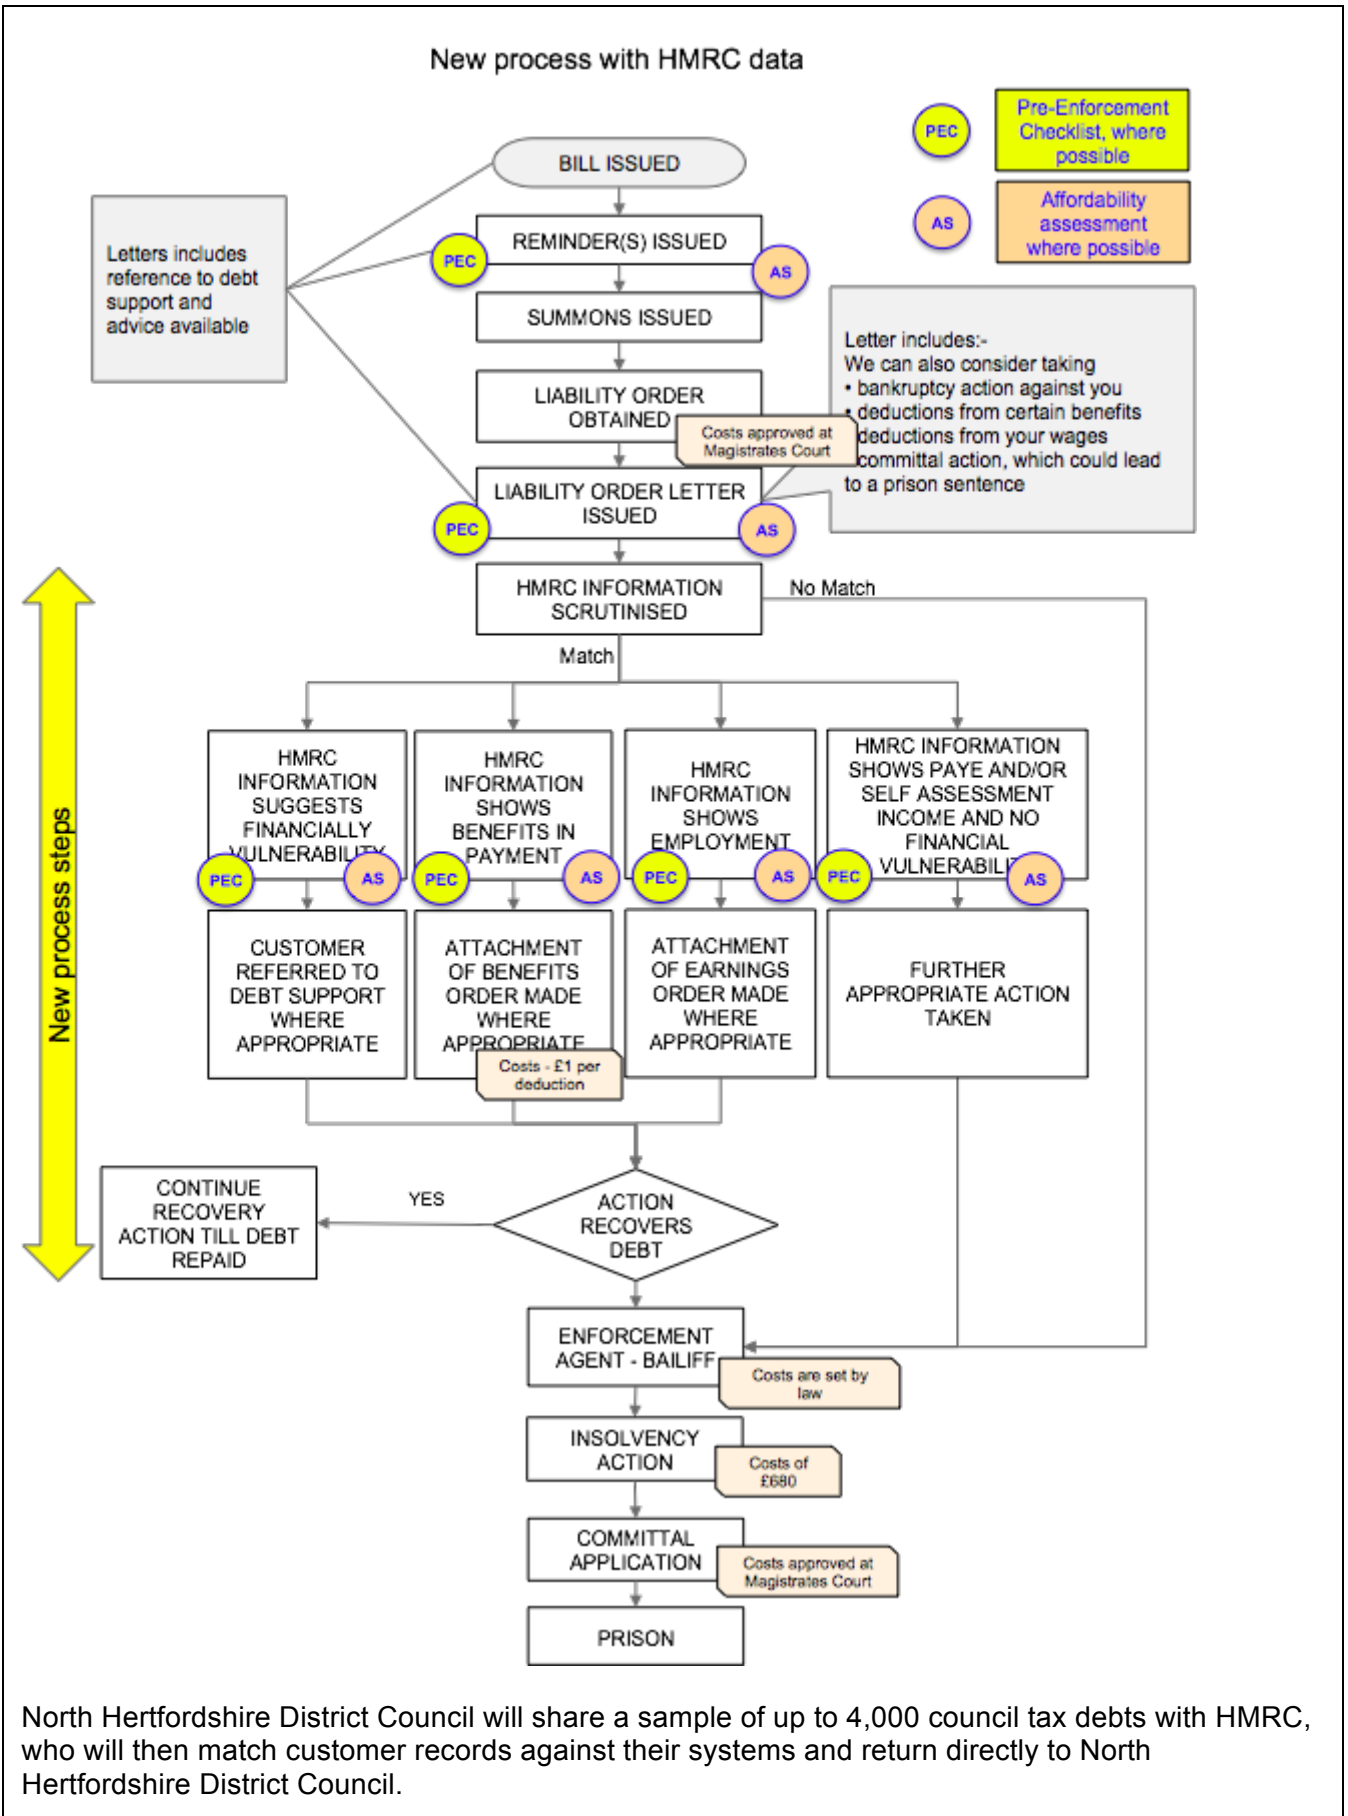 New process with HMRC data
PEC
Pre-Enforcement
Checklist, where
possible
AS
Affordability
assessment
where possible
BILL ISSUED
Letters includes
reference to debt
support and
advice available
REMINDER(S) ISSUED
PEC
AS
SUMMONS ISSUED
LIABILITY ORDER
OBTAINED
Costs approved at
Magistrates Court
Letter includes:-
We can also consider taking
• bankruptcy action against you
• deductions from certain benefits
deductions from your wages
committal action, which could lead
to a prison sentence
LIABILITY ORDER LETTER
ISSUED
PEC
AS
HMRC INFORMATION
SCRUTINISED
No Match
Match
New process steps
HMRC
INFORMATION
SUGGESTS
FINANCIALLY
VULNERABILITY
PEC
AS
HMRC
INFORMATION
SHOWS
BENEFITS IN
PAYMENT
PEC
AS
HMRC
INFORMATION
SHOWS
EMPLOYMENT
PEC
AS
HMRC INFORMATION
SHOWS PAYE AND/OR
SELF ASSESSMENT
INCOME AND NO
FINANCIAL
VULNERABILI
PEC
AS
CUSTOMER
REFERRED TO
DEBT SUPPORT
WHERE
APPROPRIATE
ATTACHMENT
OF BENEFITS
ORDER MADE
WHERE
APPROPRIATE
Costs - £1 per
deduction
ATTACHMENT
OF EARNINGS
ORDER MADE
WHERE
APPROPRIATE
FURTHER
APPROPRIATE ACTION
TAKEN
ACTION
RECOVERS
DEBT
YES
CONTINUE
RECOVERY
ACTION TILL DEBT
REPAID
ENFORCEMENT
AGENT - BAILIFF
Costs are set by
law
INSOLVENCY
ACTION
Costs of
£680
COMMITTAL
APPLICATION
Costs approved at
Magistrates Court
PRISON
North Hertfordshire District Council will share a sample of up to 4,000 council tax debts with HMRC,
who will then match customer records against their systems and return directly to North
Hertfordshire District Council.